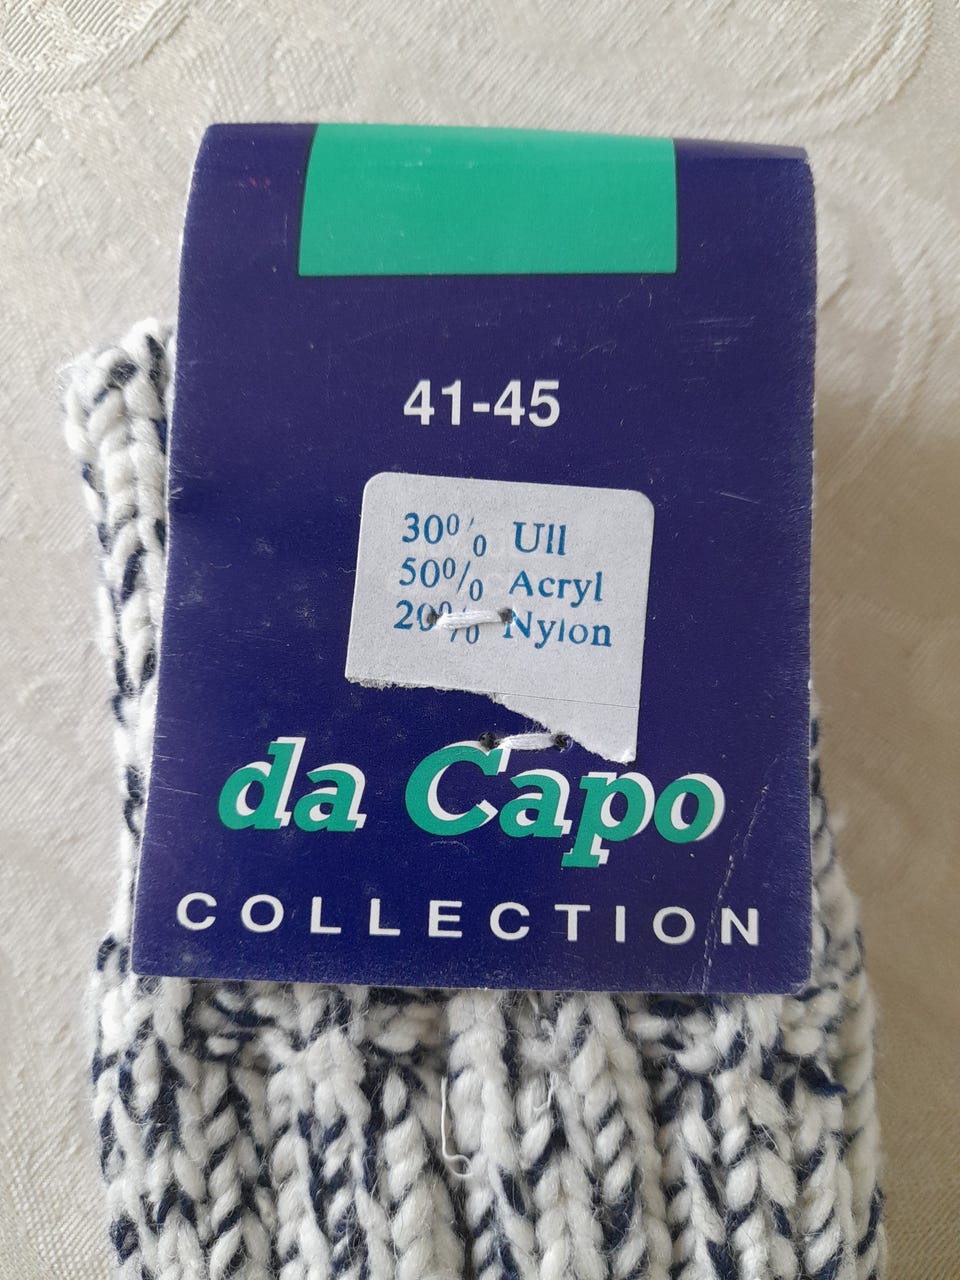 41-45
30% Ull
50% Acryl
20% Nylon
da Capo
COLLECTION